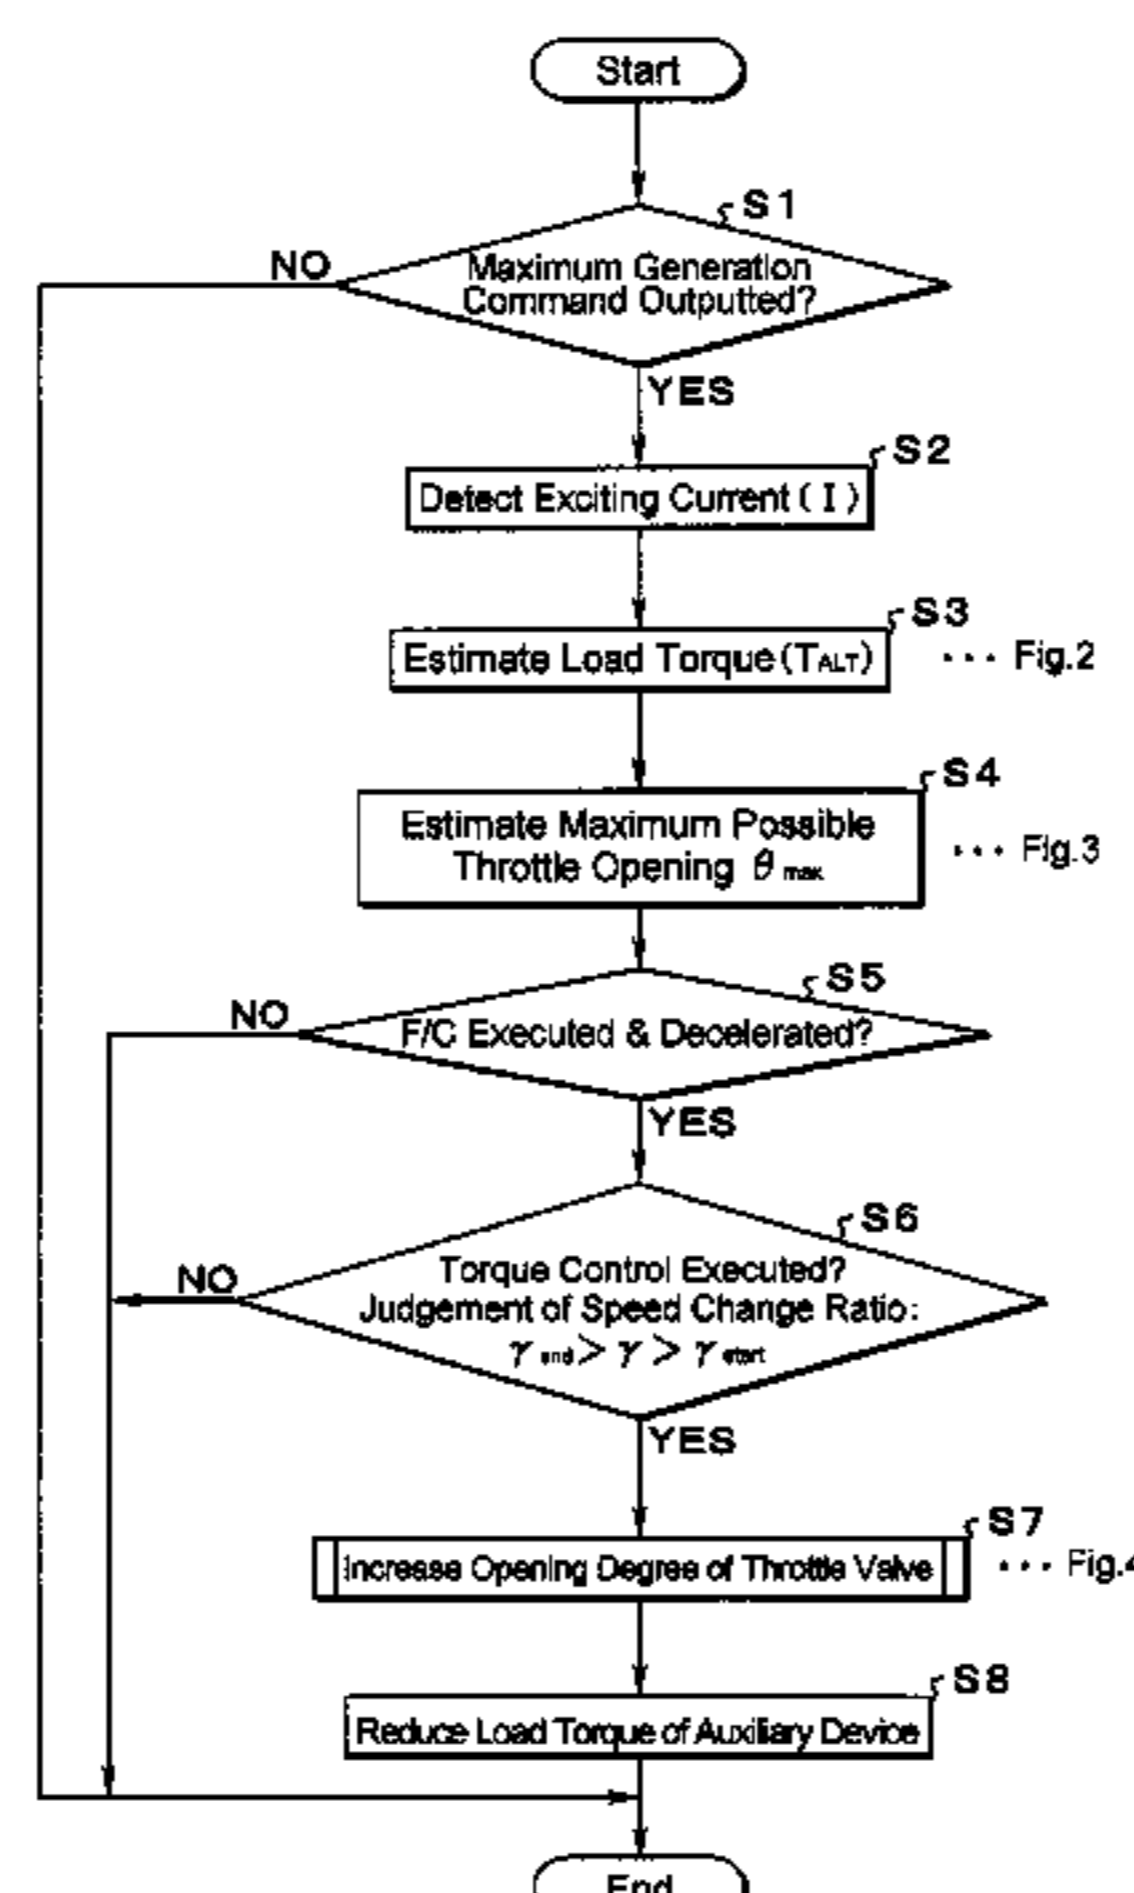 Start
S1
NO
Maximum Generation
Command Outputted?
YES
S2
Detect Exciting Current ( I )
S3
Estimate Load Torque (TALT)
··· Fig.2
S4
Estimate Maximum Possible
Throttle Opening θ max
··· Fig.3
S5
NO
F/C Executed & Decelerated?
YES
S6
NO
Torque Control Executed?
Judgement of Speed Change Ratio:
γ end > γ > γ start
YES
S7
Increase Opening Degree of Throttle Valve
··· Fig.4
S8
Reduce Load Torque of Auxiliary Device
End